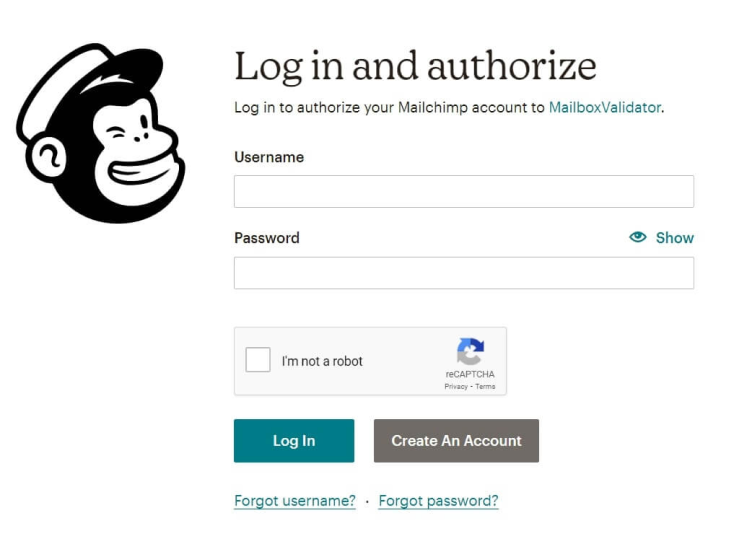 Log in and authorize
Log in to authorize your Mailchimp account to MailboxValidator.
Username
Password
Show
I'm not a robot
reCAPTCHA
Privacy - Terms
Log In
Create An Account
Forgot username? · Forgot password?